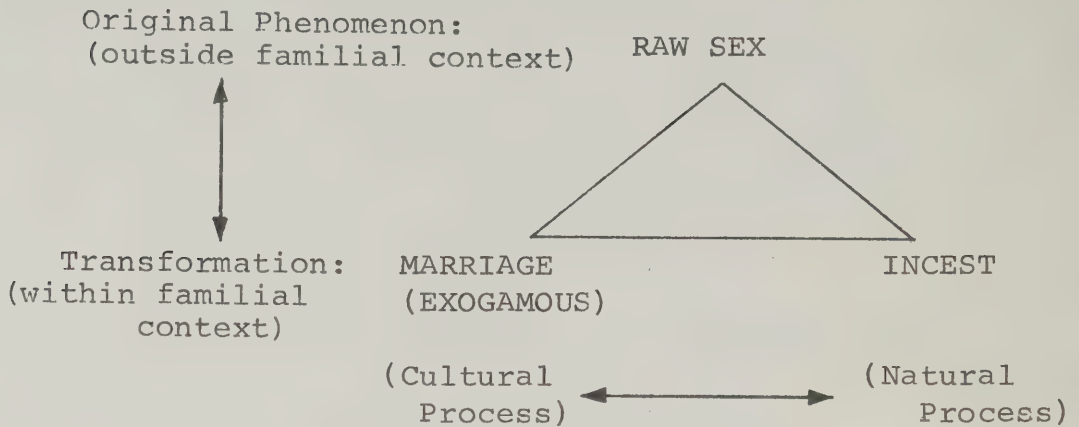 Original Phenomenon:
(outside familial context)
RAW SEX
Transformation:
(within familial
context)
MARRIAGE
(EXOGAMOUS)
INCEST
(Cultural
Process)
(Natural
Process)